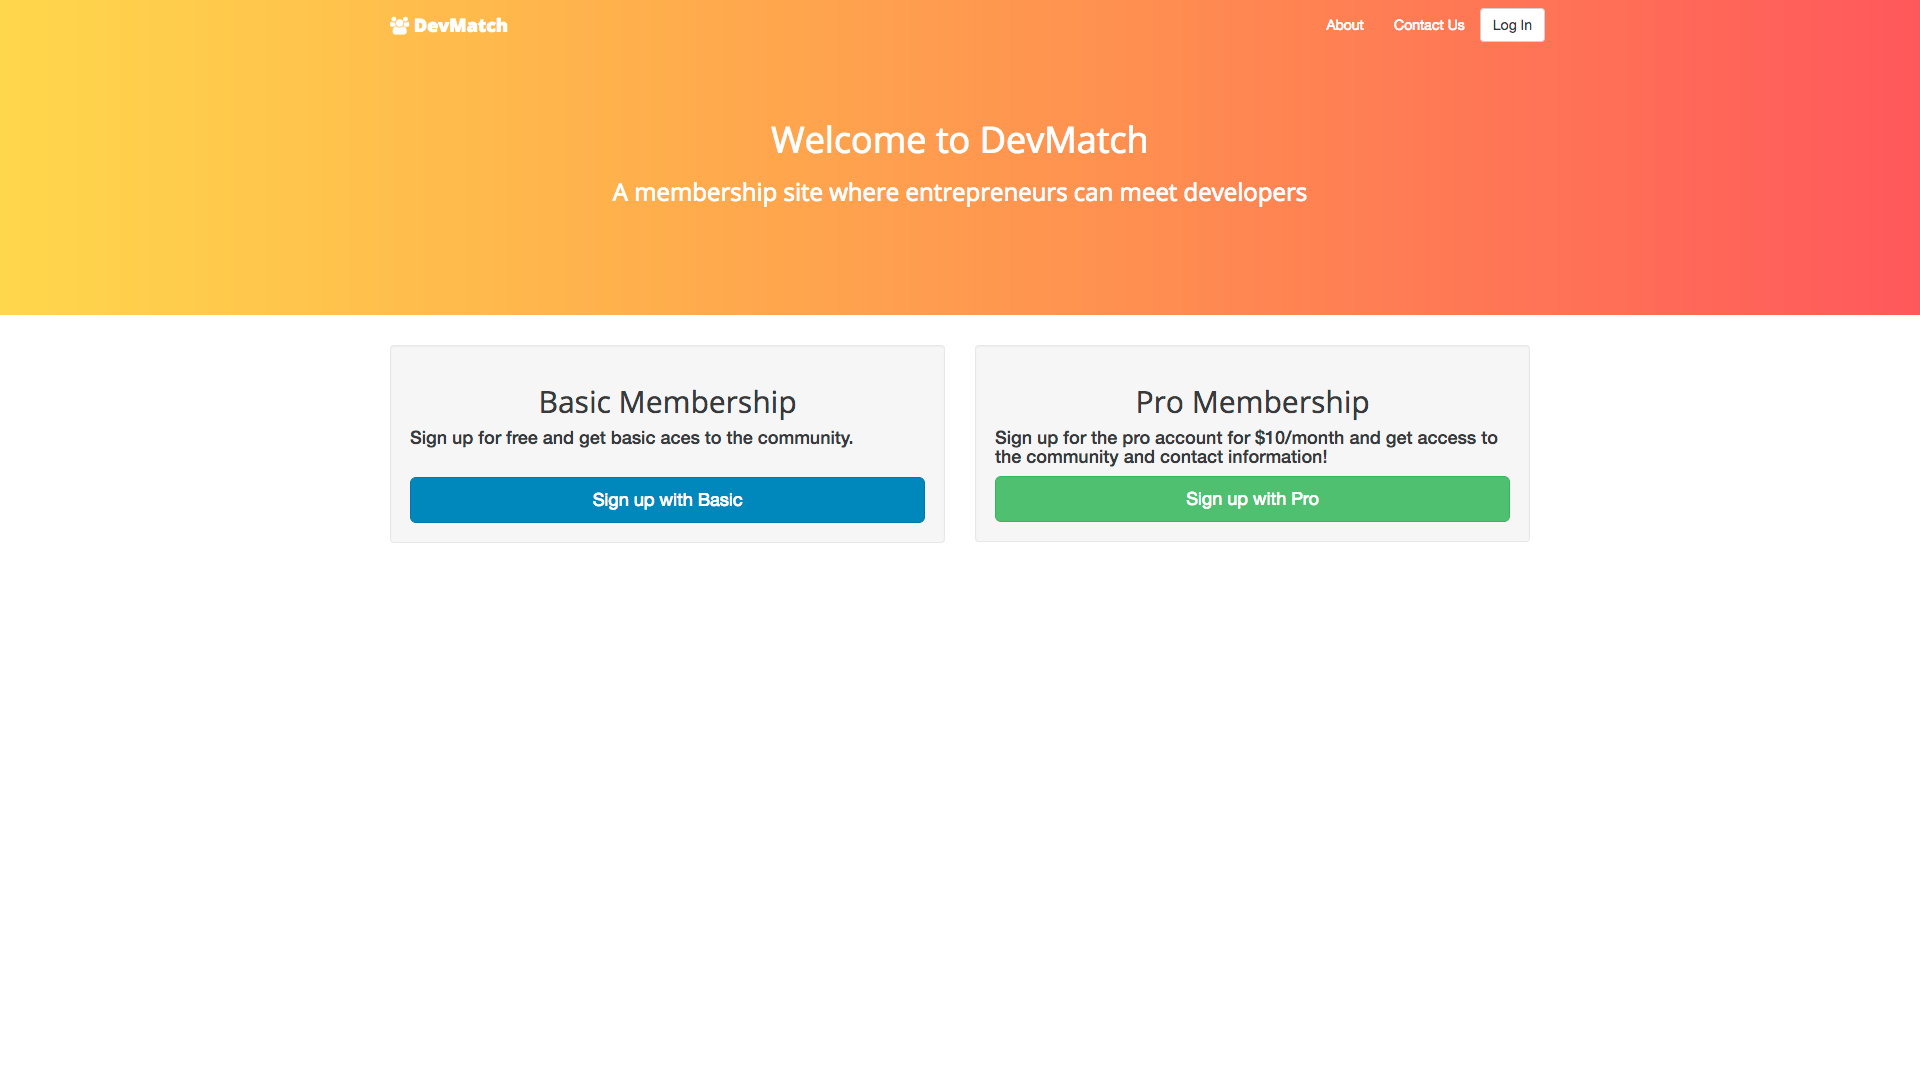 DevMatch
About
Contact Us
Log In
Welcome to DevMatch
A membership site where entrepreneurs can meet developers
Basic Membership
Sign up for free and get basic aces to the community.
Sign up with Basic
Pro Membership
Sign up for the pro account for $10/month and get access to
the community and contact information!
Sign up with Pro